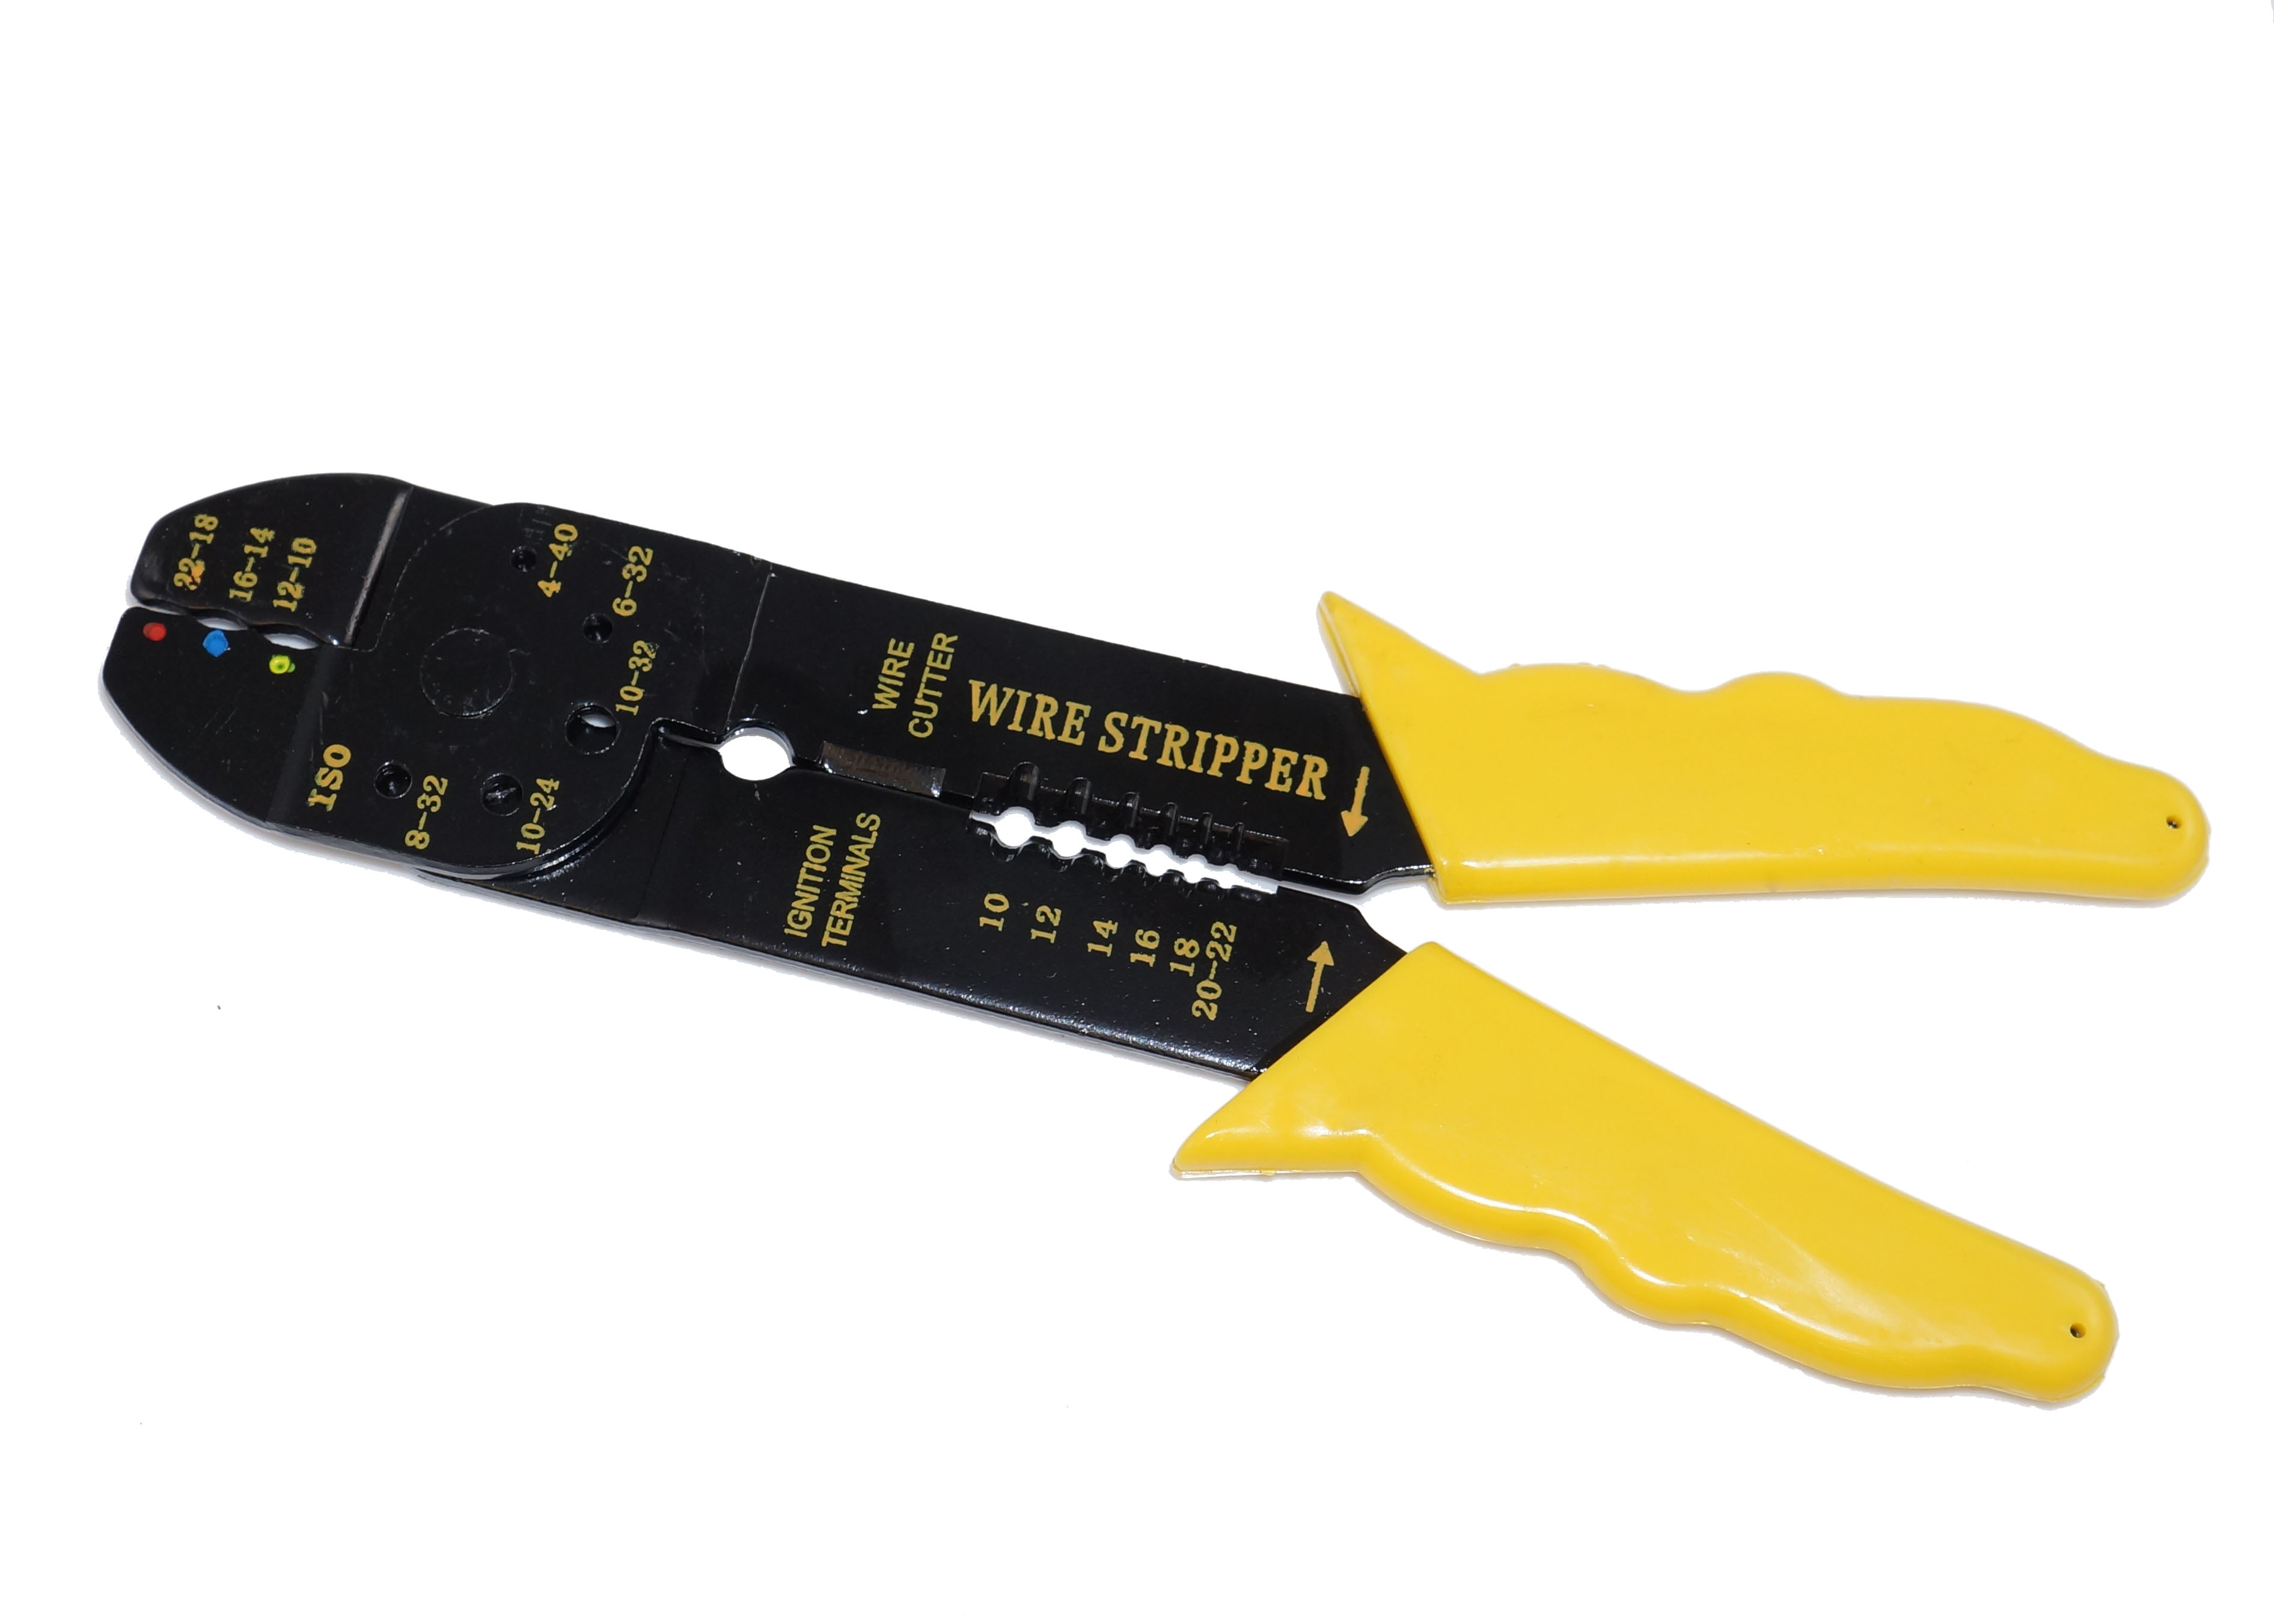 22-18
16-14
12-10
4-40
6-32
10-32
ISO
8-32
10-24
WIRE
CUTTER
WIRE STRIPPER
IGNITION
TERMINALS
10
12
14
16
18
20-22